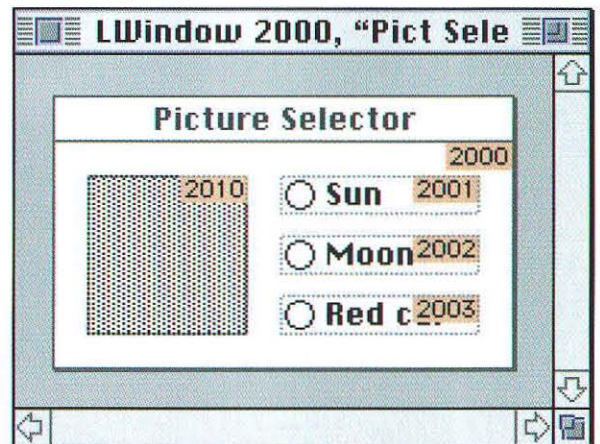 LWindow 2000, “Pict Sele
Picture Selector
2000
2010
Sun 2001
Moon 2002
Red 2003